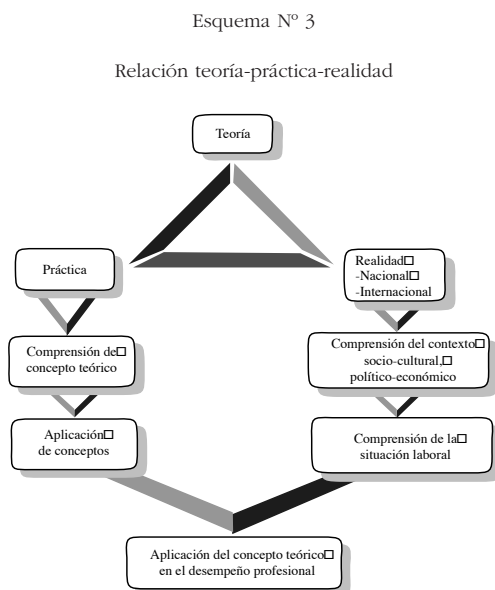 Esquema Nº 3
Relación teoría-práctica-realidad
Teoría
Práctica
Realidad□
-Nacional□
-Internacional
Comprensión de□
concepto teórico
Comprensión del contexto□
socio-cultural,□
político-económico
Aplicación□
de conceptos
Comprensión de la□
situación laboral
Aplicación del concepto teórico□
en el desempeño profesional